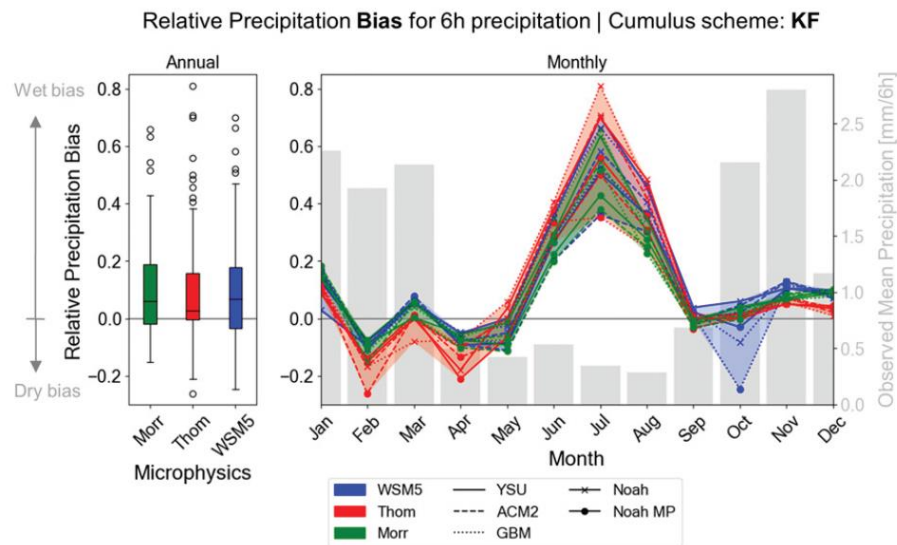 Relative Precipitation Bias for 6h precipitation | Cumulus scheme: KF
Annual
Monthly
Wet bias
Dry bias
Relative Precipitation Bias
0.8
0.6
0.4
0.2
0.0
−0.2
Morr
Thom
WSM5
Microphysics
0.8
0.6
0.4
0.2
0.0
−0.2
Jan
Feb
Mar
Apr
May
Jun
Jul
Aug
Sep
Oct
Nov
Dec
Month
2.5
2.0
1.5
1.0
0.5
0.0
Observed Mean Precipitation [mm/6h]
WSM5
Thom
Morr
YSU
ACM2
GBM
Noah
Noah MP